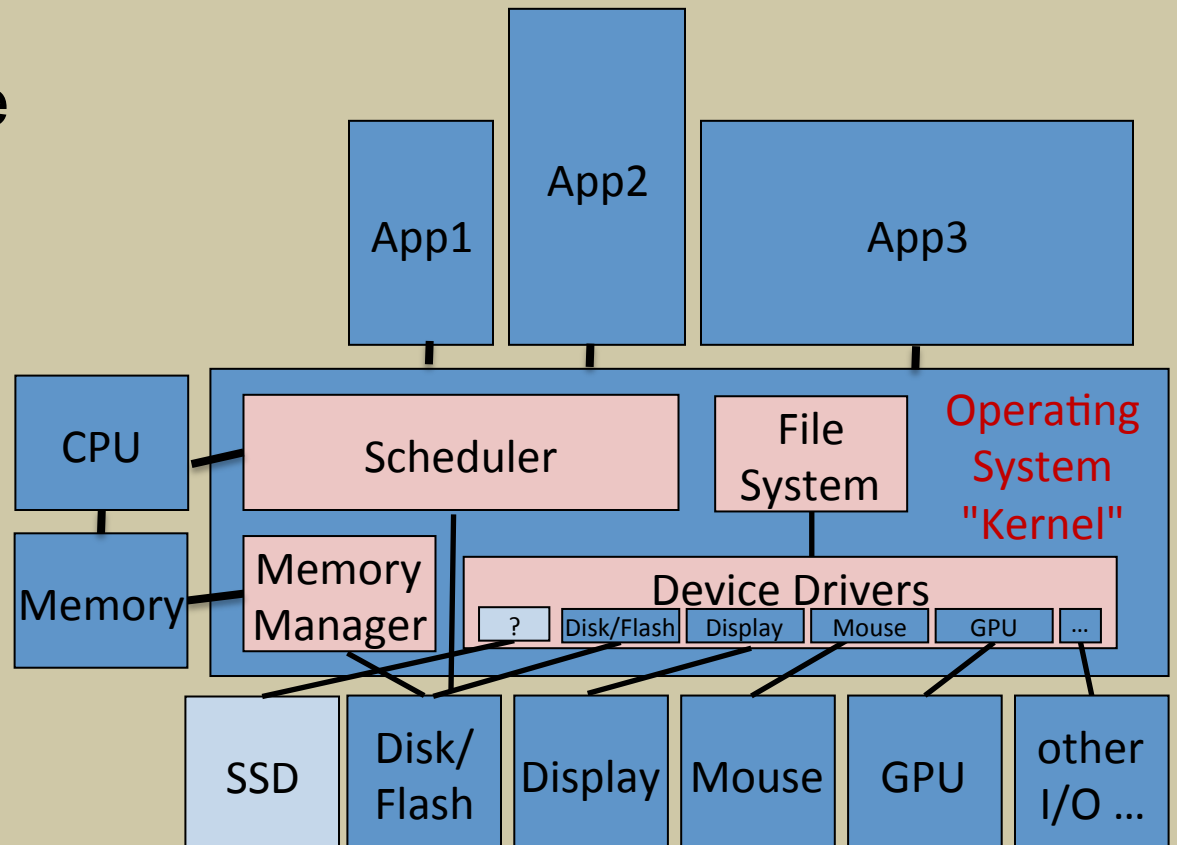 e
App1
App2
App3
CPU
Scheduler
File
System
Operating
System
"Kernel"
Memory
Memory
Manager
Device Drivers
?
Disk/Flash
Display
Mouse
GPU
...
SSD
Disk/
Flash
Display
Mouse
GPU
other
I/O ...